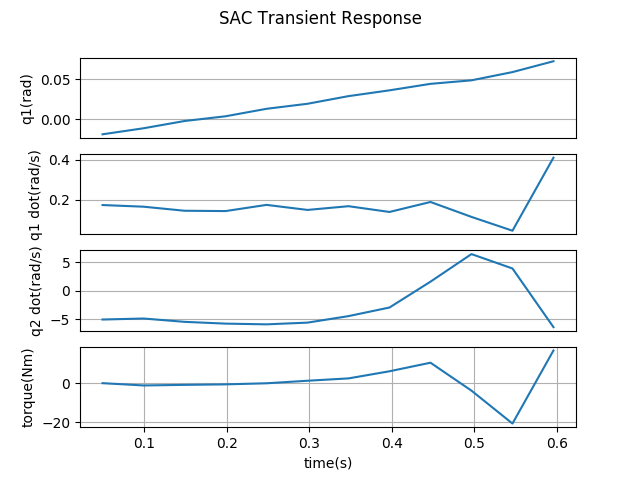 SAC Transient Response
q1(rad)
0.05
0.00
q1 dot(rad/s)
0.4
0.2
q2 dot(rad/s)
5
0
−5
torque(Nm)
0
−20
0.1 0.2 0.3 0.4 0.5 0.6
time(s)